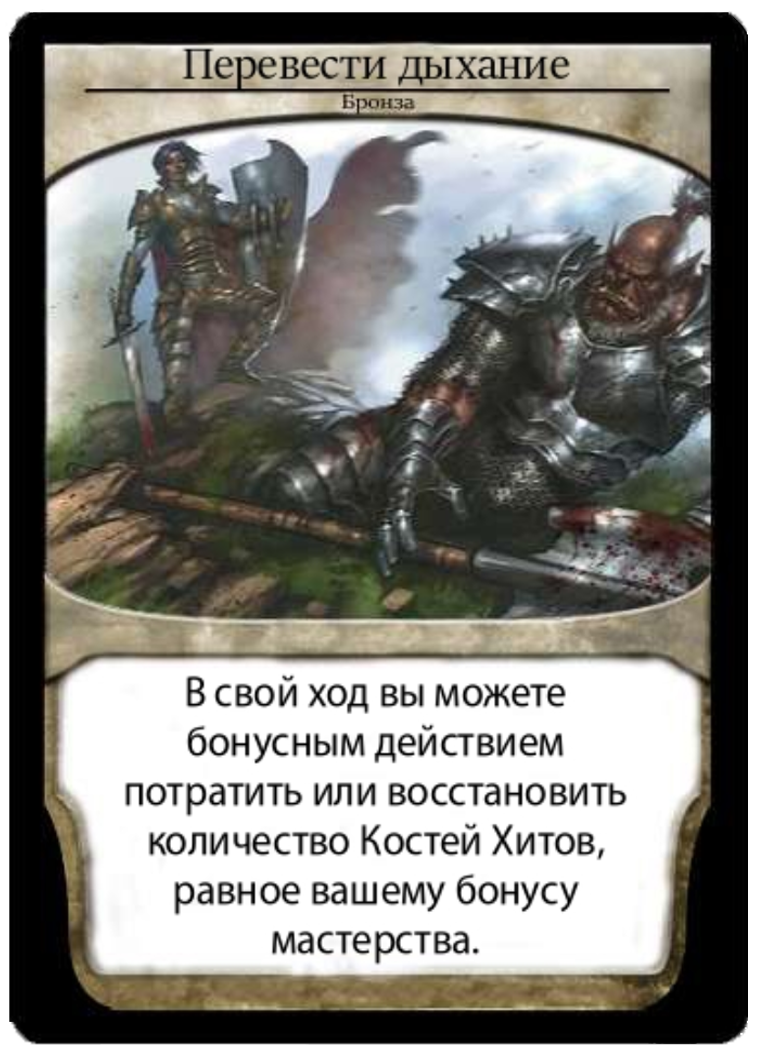 Перевести дыхание
Бронза
В свой ход вы можете
бонусным действием
потратить или восстановить
количество Костей Хитов,
равное вашему бонусу
мастерства.